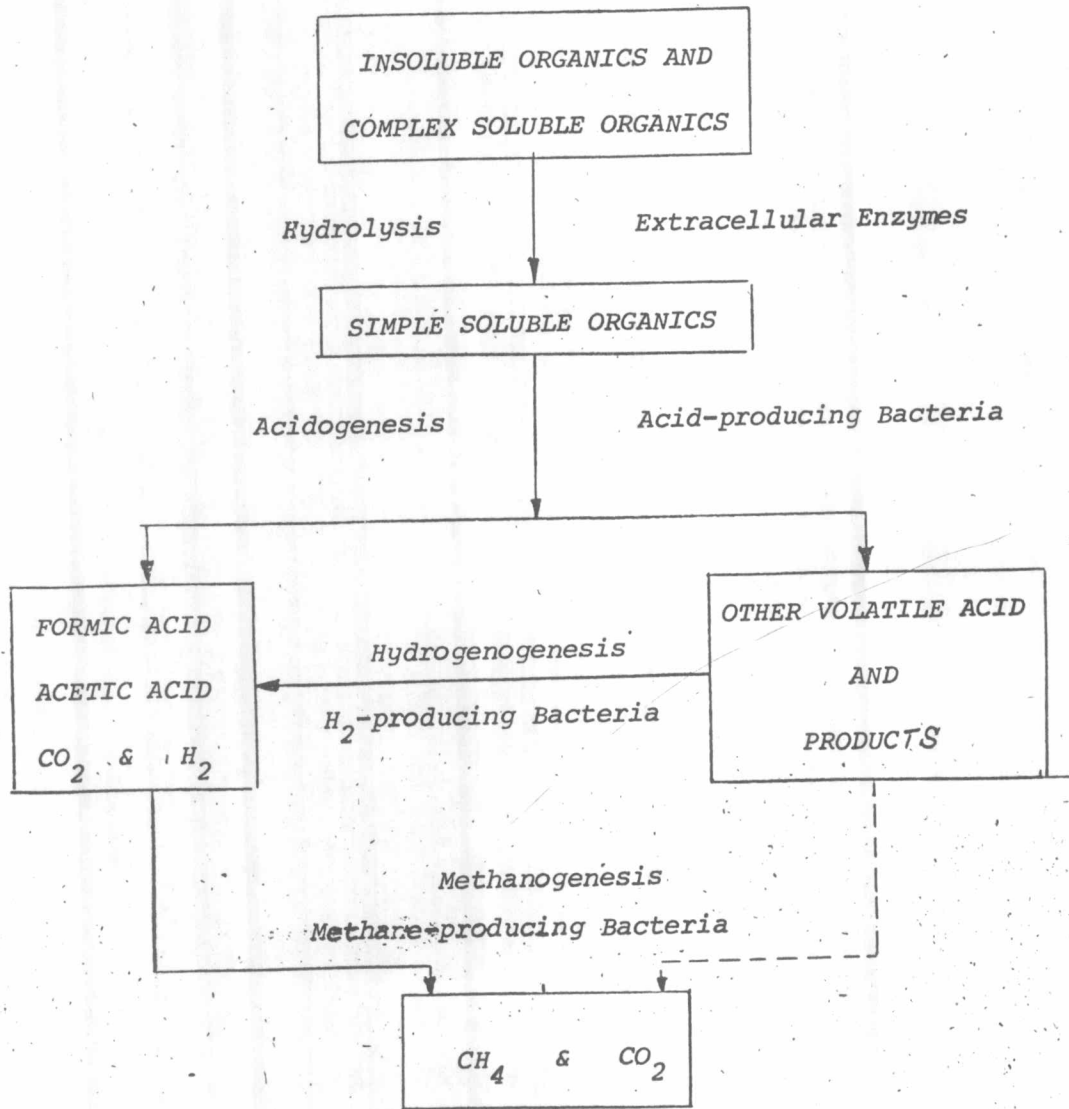 INSOLUBLE ORGANICS AND
COMPLEX SOLUBLE ORGANICS
Hydrolysis
Extracellular Enzymes
SIMPLE SOLUBLE ORGANICS
Acidogenesis
Acid-producing Bacteria
FORMIC ACID
ACETIC ACID
CO₂ & H₂
Hydrogenogenesis
H₂-producing Bacteria
OTHER VOLATILE ACID
AND
PRODUCTS
Methanogenesis
Methane-producing Bacteria
CH₄ & CO₂